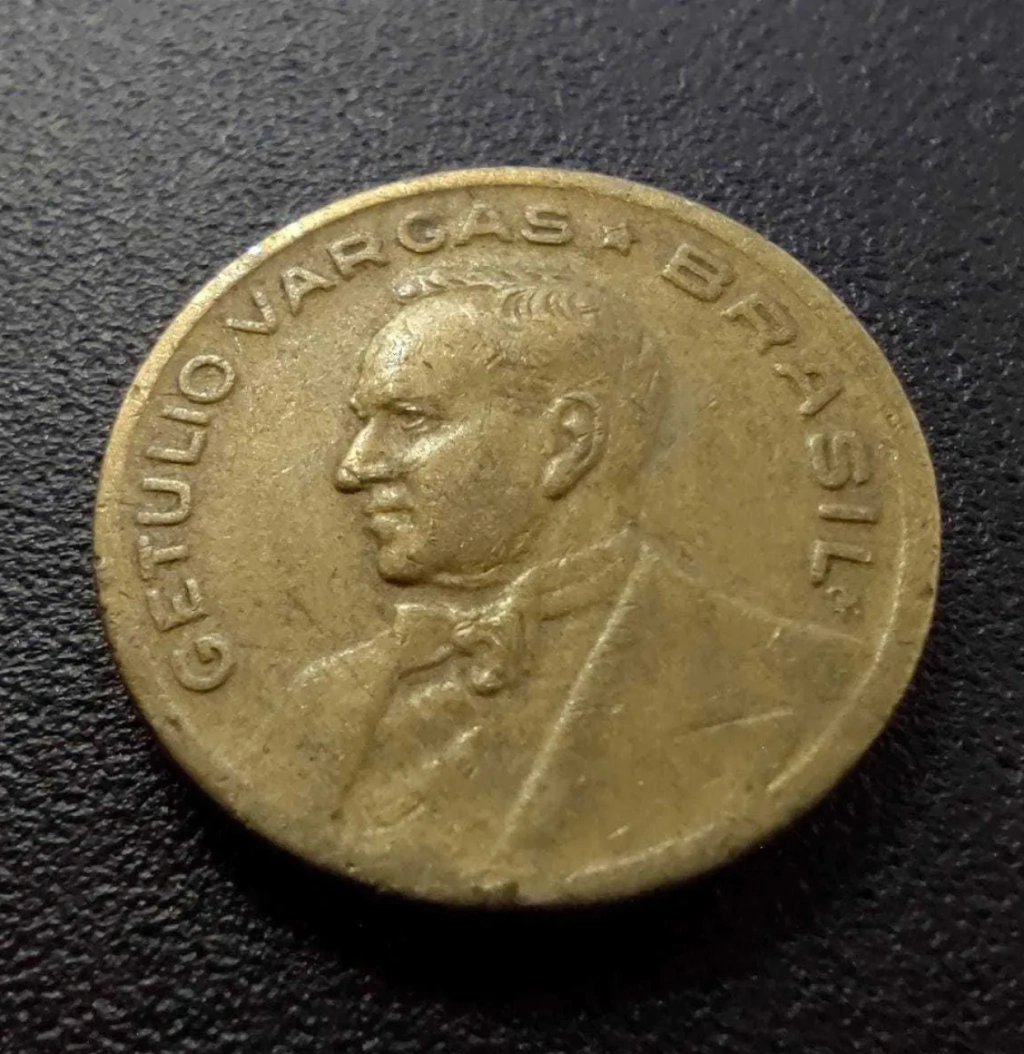 GETULIO VARGAS ★ BRASIL